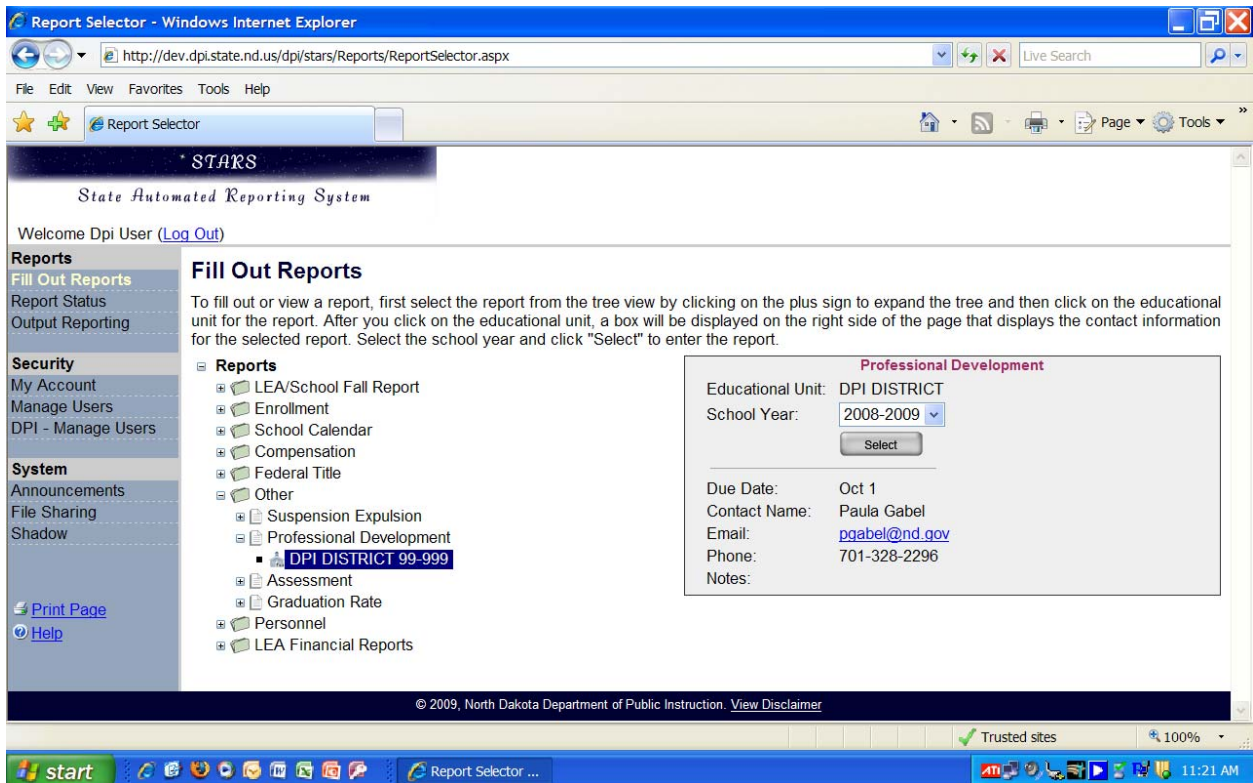 Report Selector - Windows Internet Explorer
http://dev.dpi.state.nd.us/dpi/stars/Reports/ReportSelector.aspx
Live Search
File Edit View Favorites Tools Help
Report Selector
Page Tools »
* STARS
State Automated Reporting System
Welcome Dpi User (Log Out)
Reports
Fill Out Reports
Report Status
Output Reporting
Security
My Account
Manage Users
DPI - Manage Users
System
Announcements
File Sharing
Shadow
Print Page
Help
Fill Out Reports
To fill out or view a report, first select the report from the tree view by clicking on the plus sign to expand the tree and then click on the educational
unit for the report. After you click on the educational unit, a box will be displayed on the right side of the page that displays the contact information
for the selected report. Select the school year and click "Select" to enter the report.
Reports
LEA/School Fall Report
Enrollment
School Calendar
Compensation
Federal Title
Other
Suspension Expulsion
Professional Development
DPI DISTRICT 99-999
Assessment
Graduation Rate
Personnel
LEA Financial Reports
Professional Development
Educational Unit: DPI DISTRICT
School Year: 2008-2009
Select
Due Date: Oct 1
Contact Name: Paula Gabel
Email: pgabel@nd.gov
Phone: 701-328-2296
Notes:
© 2009, North Dakota Department of Public Instruction. View Disclaimer
Trusted sites 100%
start Report Selector ... ATI 11:21 AM